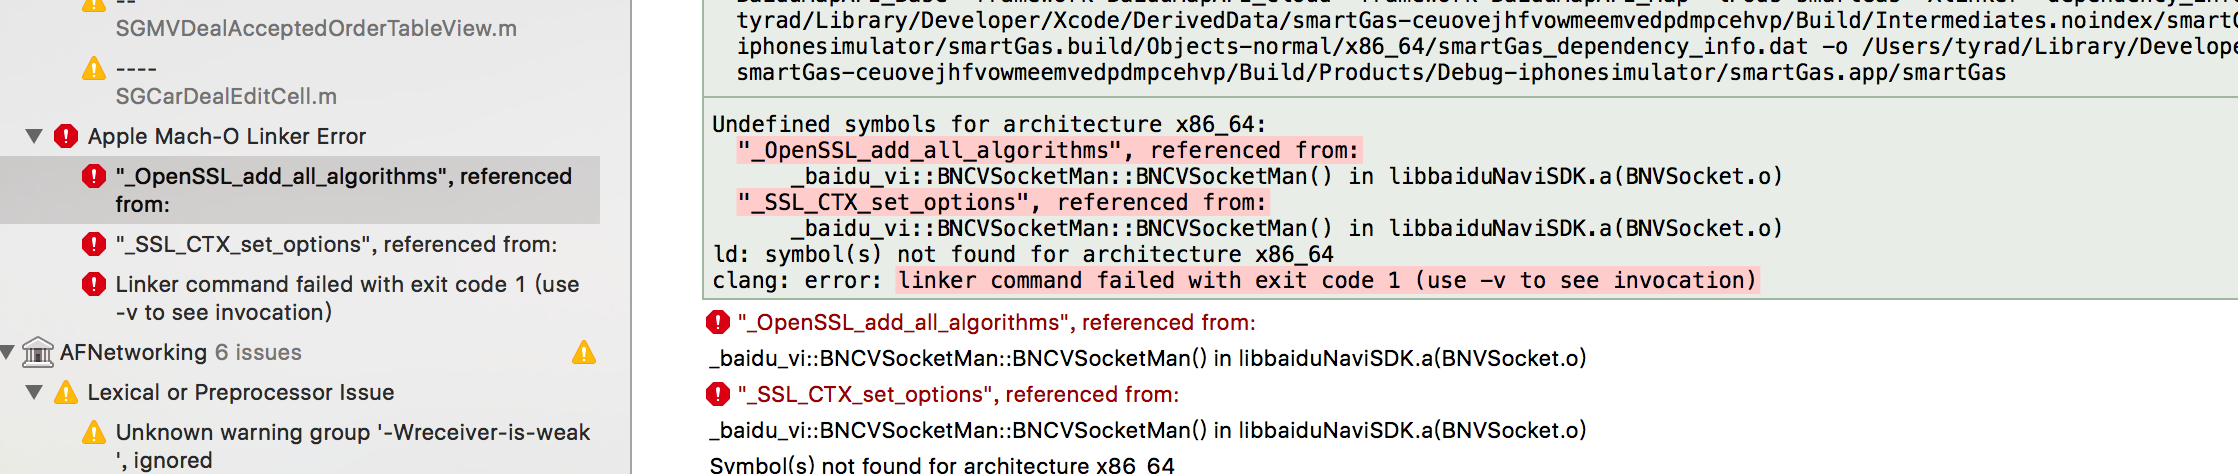 --
SGMVDealAcceptedOrderTableView.m
----
SGCarDealEditCell.m
Apple Mach-O Linker Error
"_OpenSSL_add_all_algorithms", referenced
from:
"_SSL_CTX_set_options", referenced from:
Linker command failed with exit code 1 (use
-v to see invocation)
AFNetworking 6 issues
Lexical or Preprocessor Issue
Unknown warning group '-Wreceiver-is-weak
', ignored
tyrad/Library/Developer/Xcode/DerivedData/smartGas-ceuovejhfvowmeemvedpdmpcehvp/Build/Intermediates.noindex/smart
iphonesimulator/smartGas.build/Objects-normal/x86_64/smartGas_dependency_info.dat -o /Users/tyrad/Library/Develope
smartGas-ceuovejhfvowmeemvedpdmpcehvp/Build/Products/Debug-iphonesimulator/smartGas.app/smartGas
Undefined symbols for architecture x86_64:
"_OpenSSL_add_all_algorithms", referenced from:
_baidu_vi::BNCVSocketMan::BNCVSocketMan() in libbaiduNaviSDK.a(BNVSocket.o)
"_SSL_CTX_set_options", referenced from:
_baidu_vi::BNCVSocketMan::BNCVSocketMan() in libbaiduNaviSDK.a(BNVSocket.o)
ld: symbol(s) not found for architecture x86_64
clang: error: linker command failed with exit code 1 (use -v to see invocation)
"_OpenSSL_add_all_algorithms", referenced from:
_baidu_vi::BNCVSocketMan::BNCVSocketMan() in libbaiduNaviSDK.a(BNVSocket.o)
"_SSL_CTX_set_options", referenced from:
_baidu_vi::BNCVSocketMan::BNCVSocketMan() in libbaiduNaviSDK.a(BNVSocket.o)
Symbol(s) not found for architecture x86_64